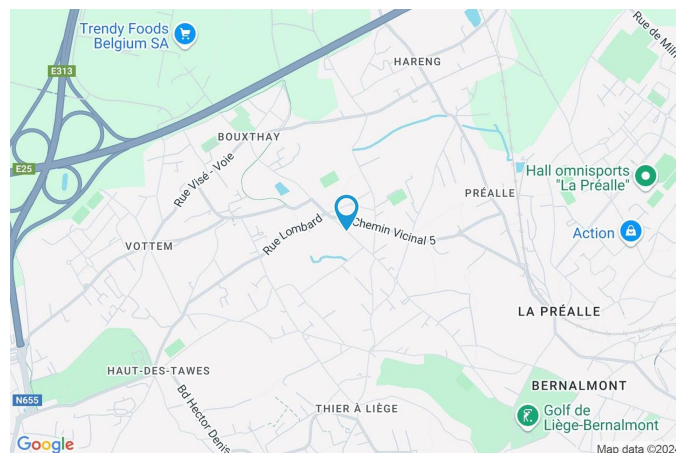 Trendy Foods
Belgium SA
Rue de Miln
HARENG
E313
BOUXTHAY
E25
Rue Visé - Voie
Hall omnisports
"La Préalle"
PRÉALLE
Rue Lombard
Chemin Vicinal 5
Action
VOTTEM
LA PRÉALLE
HAUT-DES-TAWES
BERNALMONT
N655
Bd Hector Denis
THIER À LIÈGE
Golf de
Liège-Bernalmont
Google
Map data ©2024